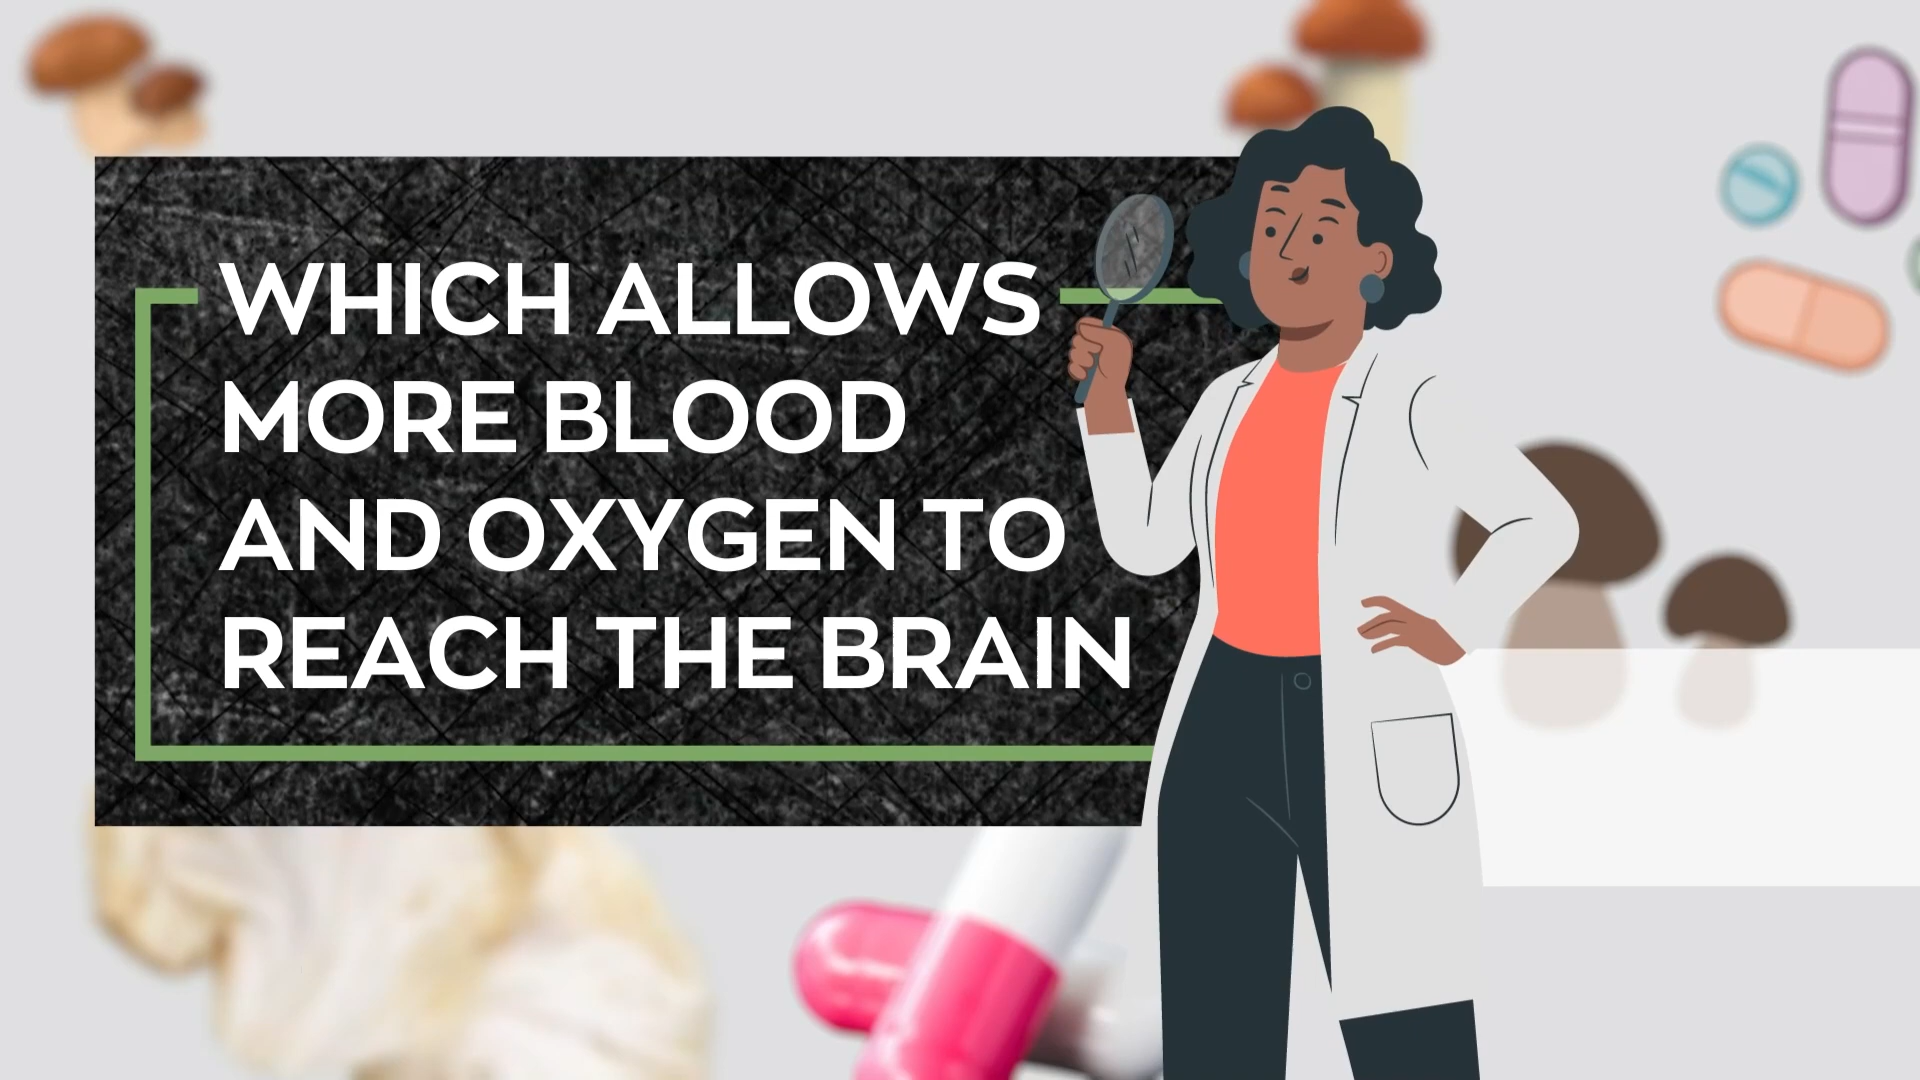 WHICH ALLOWS
MORE BLOOD
AND OXYGEN TO
REACH THE BRAIN